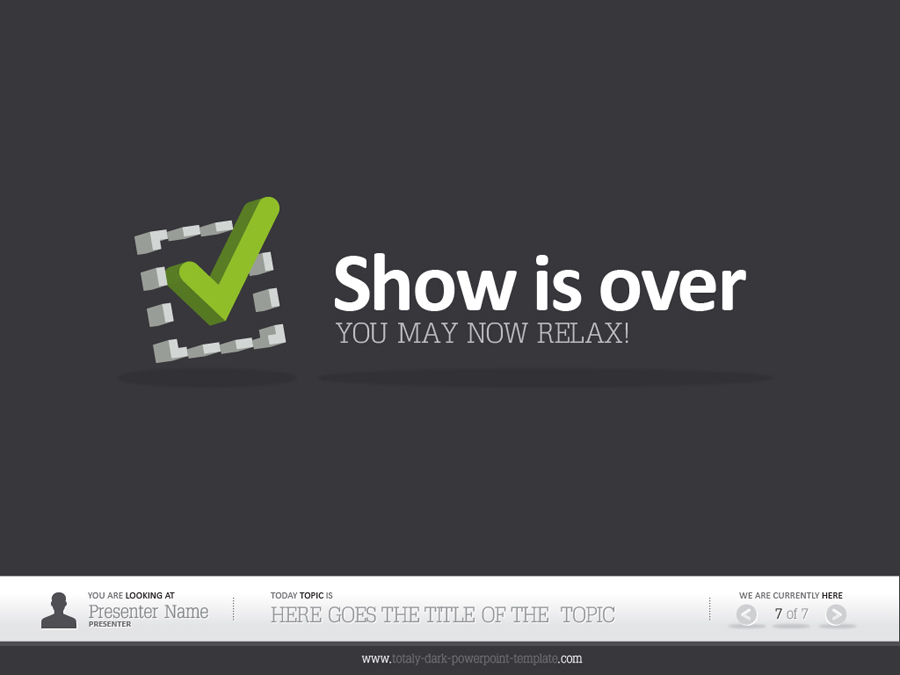 Show is over
YOU MAY NOW RELAX!
YOU ARE LOOKING AT
Presenter Name
PRESENTER
TODAY TOPIC IS
HERE GOES THE TITLE OF THE TOPIC
WE ARE CURRENTLY HERE
7 of 7
www.totaly-dark-powerpoint-template.com